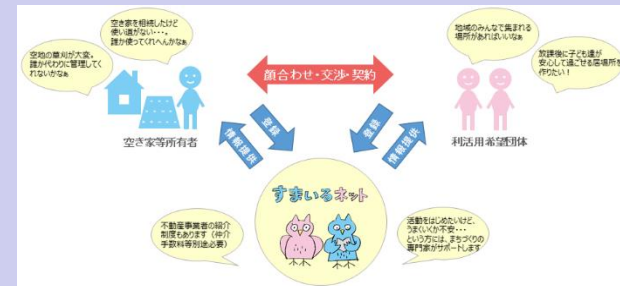 空き家を相続したけど
使い道がない・・・。
誰か使ってくれへんかなぁ
空地の草刈が大変。
誰か代わりに管理してく
れないかなぁ
地域のみんなで集まれる
場所があればいいなぁ
放課後に子ども達が
安心して過ごせる居場所を
作りたい！
顔合わせ・交渉・契約
空き家等所有者
登録
情報提供
登録
情報提供
利活用希望団体
すまいるネット
不動産事業者の紹介
制度もあります（仲介
手数料等別途必要）
活動をはじめたいけど、
うまくいくか不安・・・
という方には、まちづくりの
専門家がサポートします